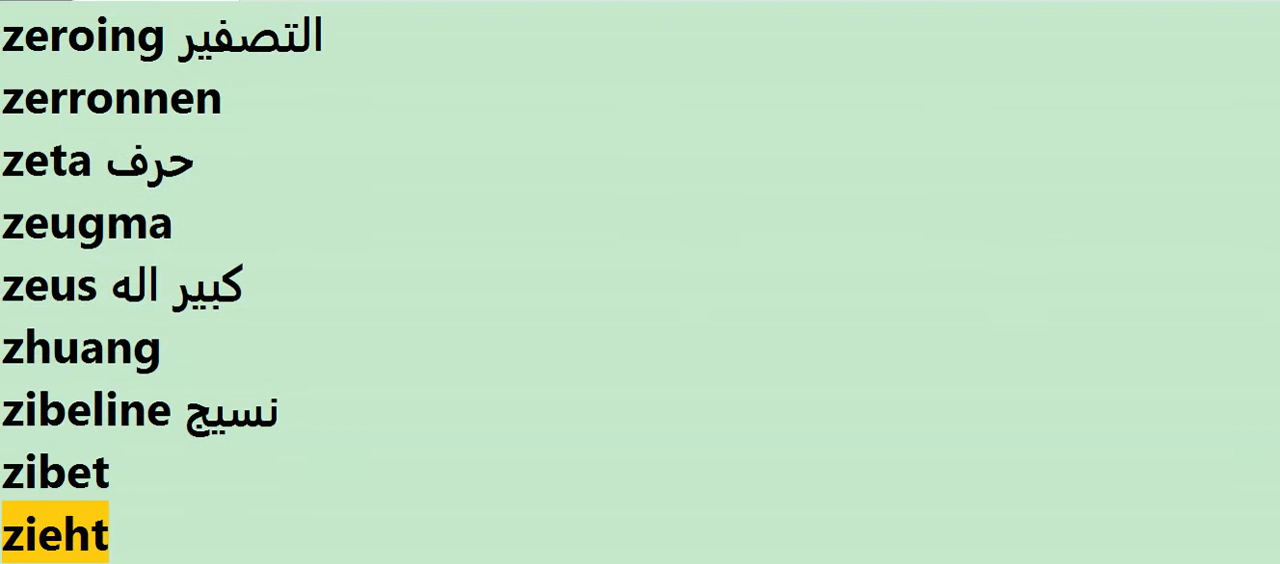 zeroing التصفير
zerronnen
zeta حرف
zeugma
zeus كبير اله
zhuang
zibeline نسيج
zibet
zieht